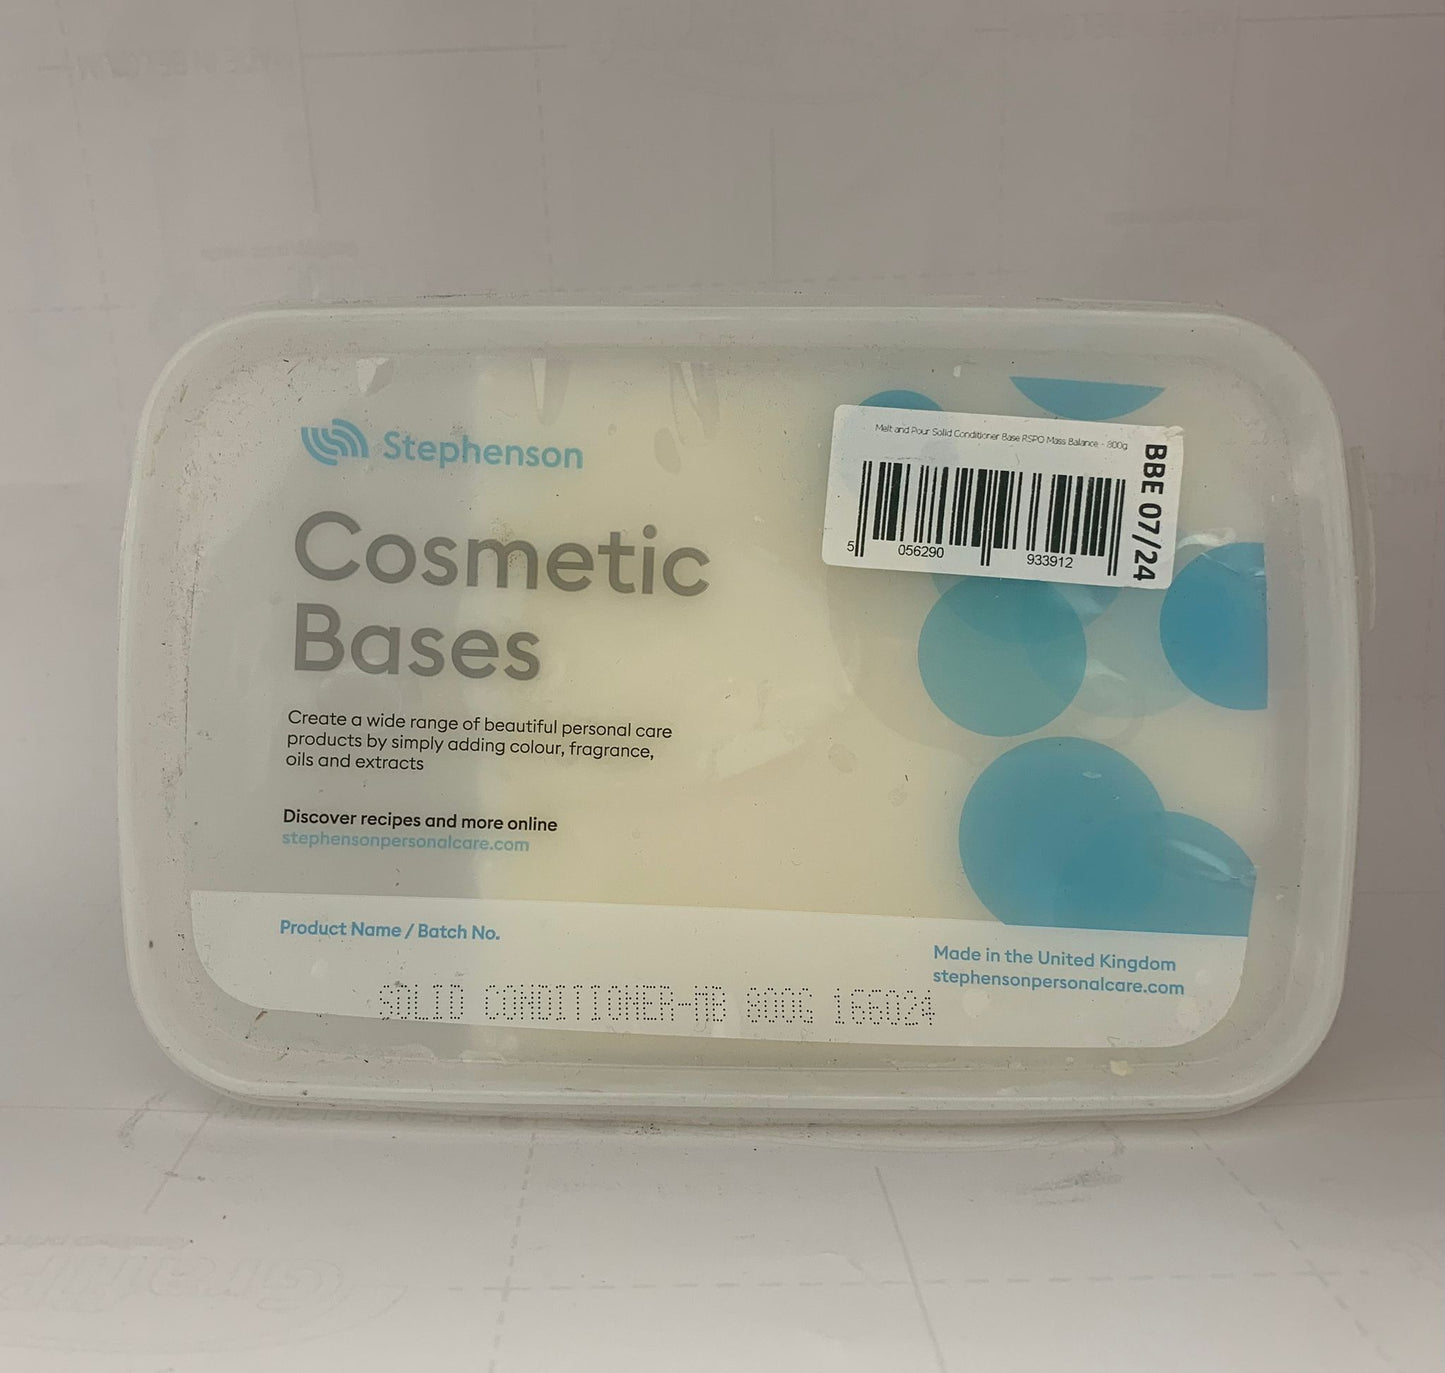 Stephenson
Cosmetic
Bases
Create a wide range of beautiful personal care
products by simply adding colour, fragrance,
oils and extracts
Discover recipes and more online
stephensonpersonalcare.com
Melt and Pour Solid Conditioner Base RSPO Mass Balance - 800g
5 056290 933912
BBE 07/24
Product Name / Batch No.
Made in the United Kingdom
stephensonpersonalcare.com
SOLID CONDITIONER-MB 800G 166024